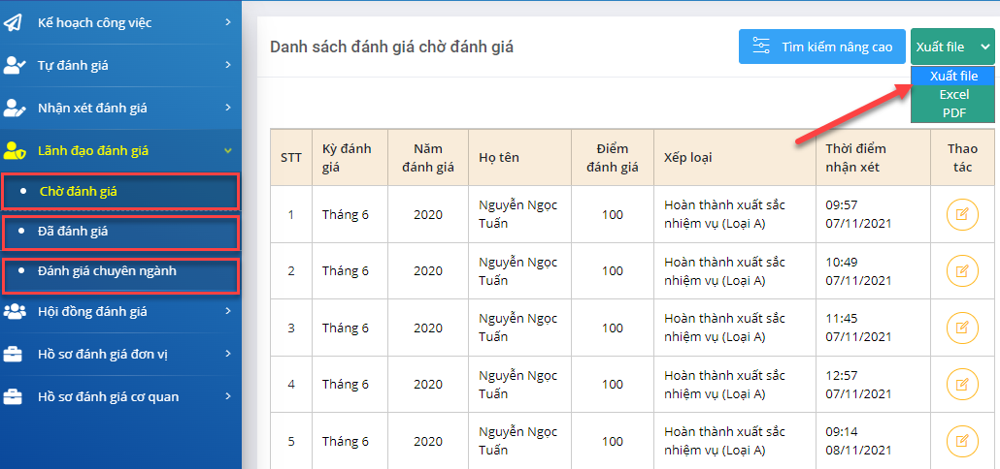 Kế hoạch công việc
Tự đánh giá
Nhận xét đánh giá
Lãnh đạo đánh giá
Chờ đánh giá
Đã đánh giá
Đánh giá chuyên ngành
Hội đồng đánh giá
Hồ sơ đánh giá đơn vị
Hồ sơ đánh giá cơ quan
Danh sách đánh giá chờ đánh giá
Tìm kiếm nâng cao
Xuất file
Xuất file
Excel
PDF
STT Kỳ đánh giá Năm đánh giá Họ tên Điểm đánh giá Xếp loại Thời điểm nhận xét Thao tác
1 Tháng 6 2020 Nguyễn Ngọc Tuấn 100 Hoàn thành xuất sắc nhiệm vụ (Loại A) 09:57 07/11/2021
2 Tháng 6 2020 Nguyễn Ngọc Tuấn 100 Hoàn thành xuất sắc nhiệm vụ (Loại A) 10:49 07/11/2021
3 Tháng 6 2020 Nguyễn Ngọc Tuấn 100 Hoàn thành xuất sắc nhiệm vụ (Loại A) 11:45 07/11/2021
4 Tháng 6 2020 Nguyễn Ngọc Tuấn 100 Hoàn thành xuất sắc nhiệm vụ (Loại A) 12:57 07/11/2021
5 Tháng 6 2020 Nguyễn Ngọc Tuấn 100 Hoàn thành xuất sắc nhiệm vụ (Loại A) 09:14 08/11/2021